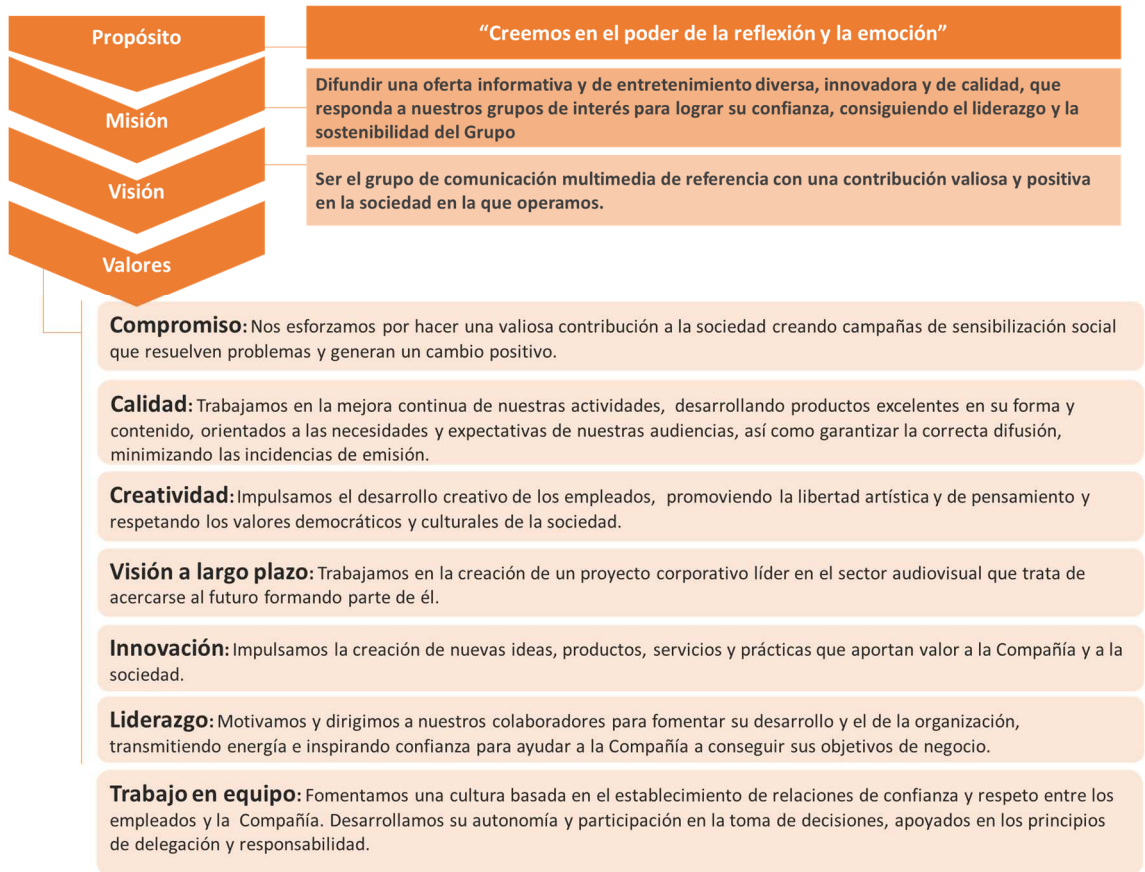 Propósito
“Creemos en el poder de la reflexión y la emoción”
Misión
Difundir una oferta informativa y de entretenimiento diversa, innovadora y de calidad, que
responda a nuestros grupos de interés para lograr su confianza, consiguiendo el liderazgo y la
sostenibilidad del Grupo
Visión
Ser el grupo de comunicación multimedia de referencia con una contribución valiosa y positiva
en la sociedad en la que operamos.
Valores
Compromiso: Nos esforzamos por hacer una valiosa contribución a la sociedad creando campañas de sensibilización social
que resuelven problemas y generan un cambio positivo.
Calidad: Trabajamos en la mejora continua de nuestras actividades, desarrollando productos excelentes en su forma y
contenido, orientados a las necesidades y expectativas de nuestras audiencias, así como garantizar la correcta difusión,
minimizando las incidencias de emisión.
Creatividad: Impulsamos el desarrollo creativo de los empleados, promoviendo la libertad artística y de pensamiento y
respetando los valores democráticos y culturales de la sociedad.
Visión a largo plazo: Trabajamos en la creación de un proyecto corporativo líder en el sector audiovisual que trata de
acercarse al futuro formando parte de él.
Innovación: Impulsamos la creación de nuevas ideas, productos, servicios y prácticas que aportan valor a la Compañía y a la
sociedad.
Liderazgo: Motivamos y dirigimos a nuestros colaboradores para fomentar su desarrollo y el de la organización,
transmitiendo energía e inspirando confianza para ayudar a la Compañía a conseguir sus objetivos de negocio.
Trabajo en equipo: Fomentamos una cultura basada en el establecimiento de relaciones de confianza y respeto entre los
empleados y la Compañía. Desarrollamos su autonomía y participación en la toma de decisiones, apoyados en los principios
de delegación y responsabilidad.